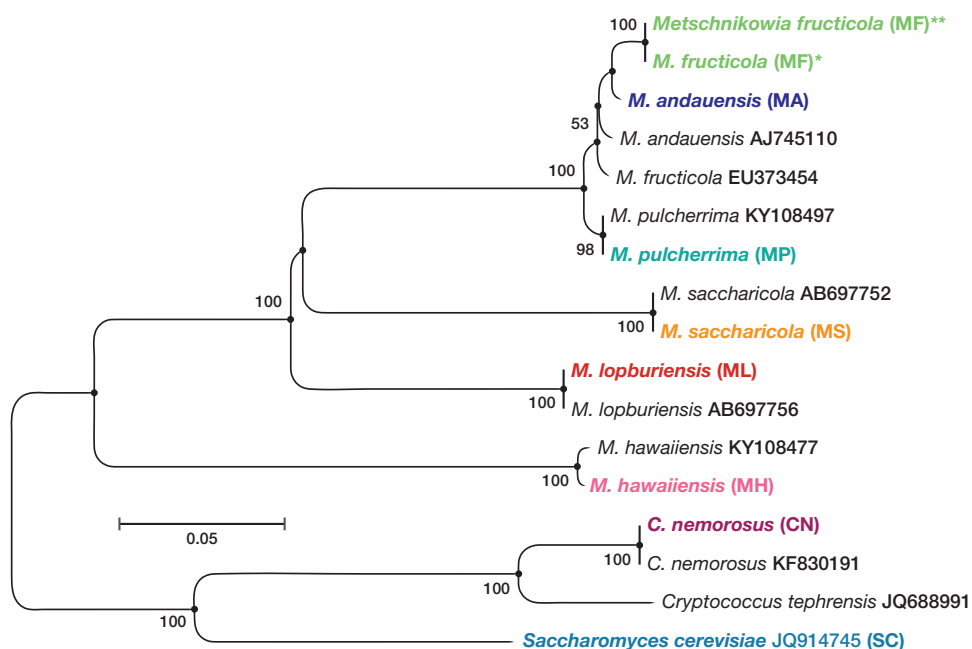 100
Metschnikowia fructicola (MF)**
M. fructicola (MF)*
M. andauensis (MA)
53
M. andauensis AJ745110
100
M. fructicola EU373454
M. pulcherrima KY108497
98
M. pulcherrima (MP)
M. saccharicola AB697752
100
100
M. saccharicola (MS)
M. lopburiensis (ML)
100
M. lopburiensis AB697756
M. hawaiiensis KY108477
100
M. hawaiiensis (MH)
0.05
C. nemorosus (CN)
100
C. nemorosus KF830191
100
Cryptococcus tephrensis JQ688991
100
Saccharomyces cerevisiae JQ914745 (SC)